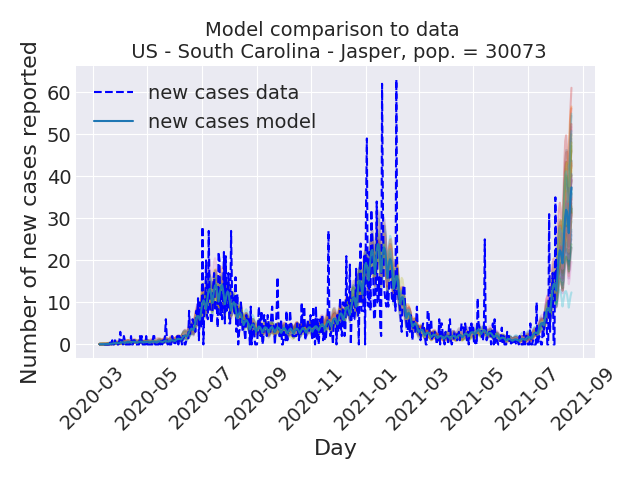 Model comparison to data
US - South Carolina - Jasper, pop. = 30073
Number of new cases reported
60
50
40
30
20
10
0
new cases data
new cases model
2020-03
2020-05
2020-07
2020-09
2020-11
2021-01
2021-03
2021-05
2021-07
2021-09
Day